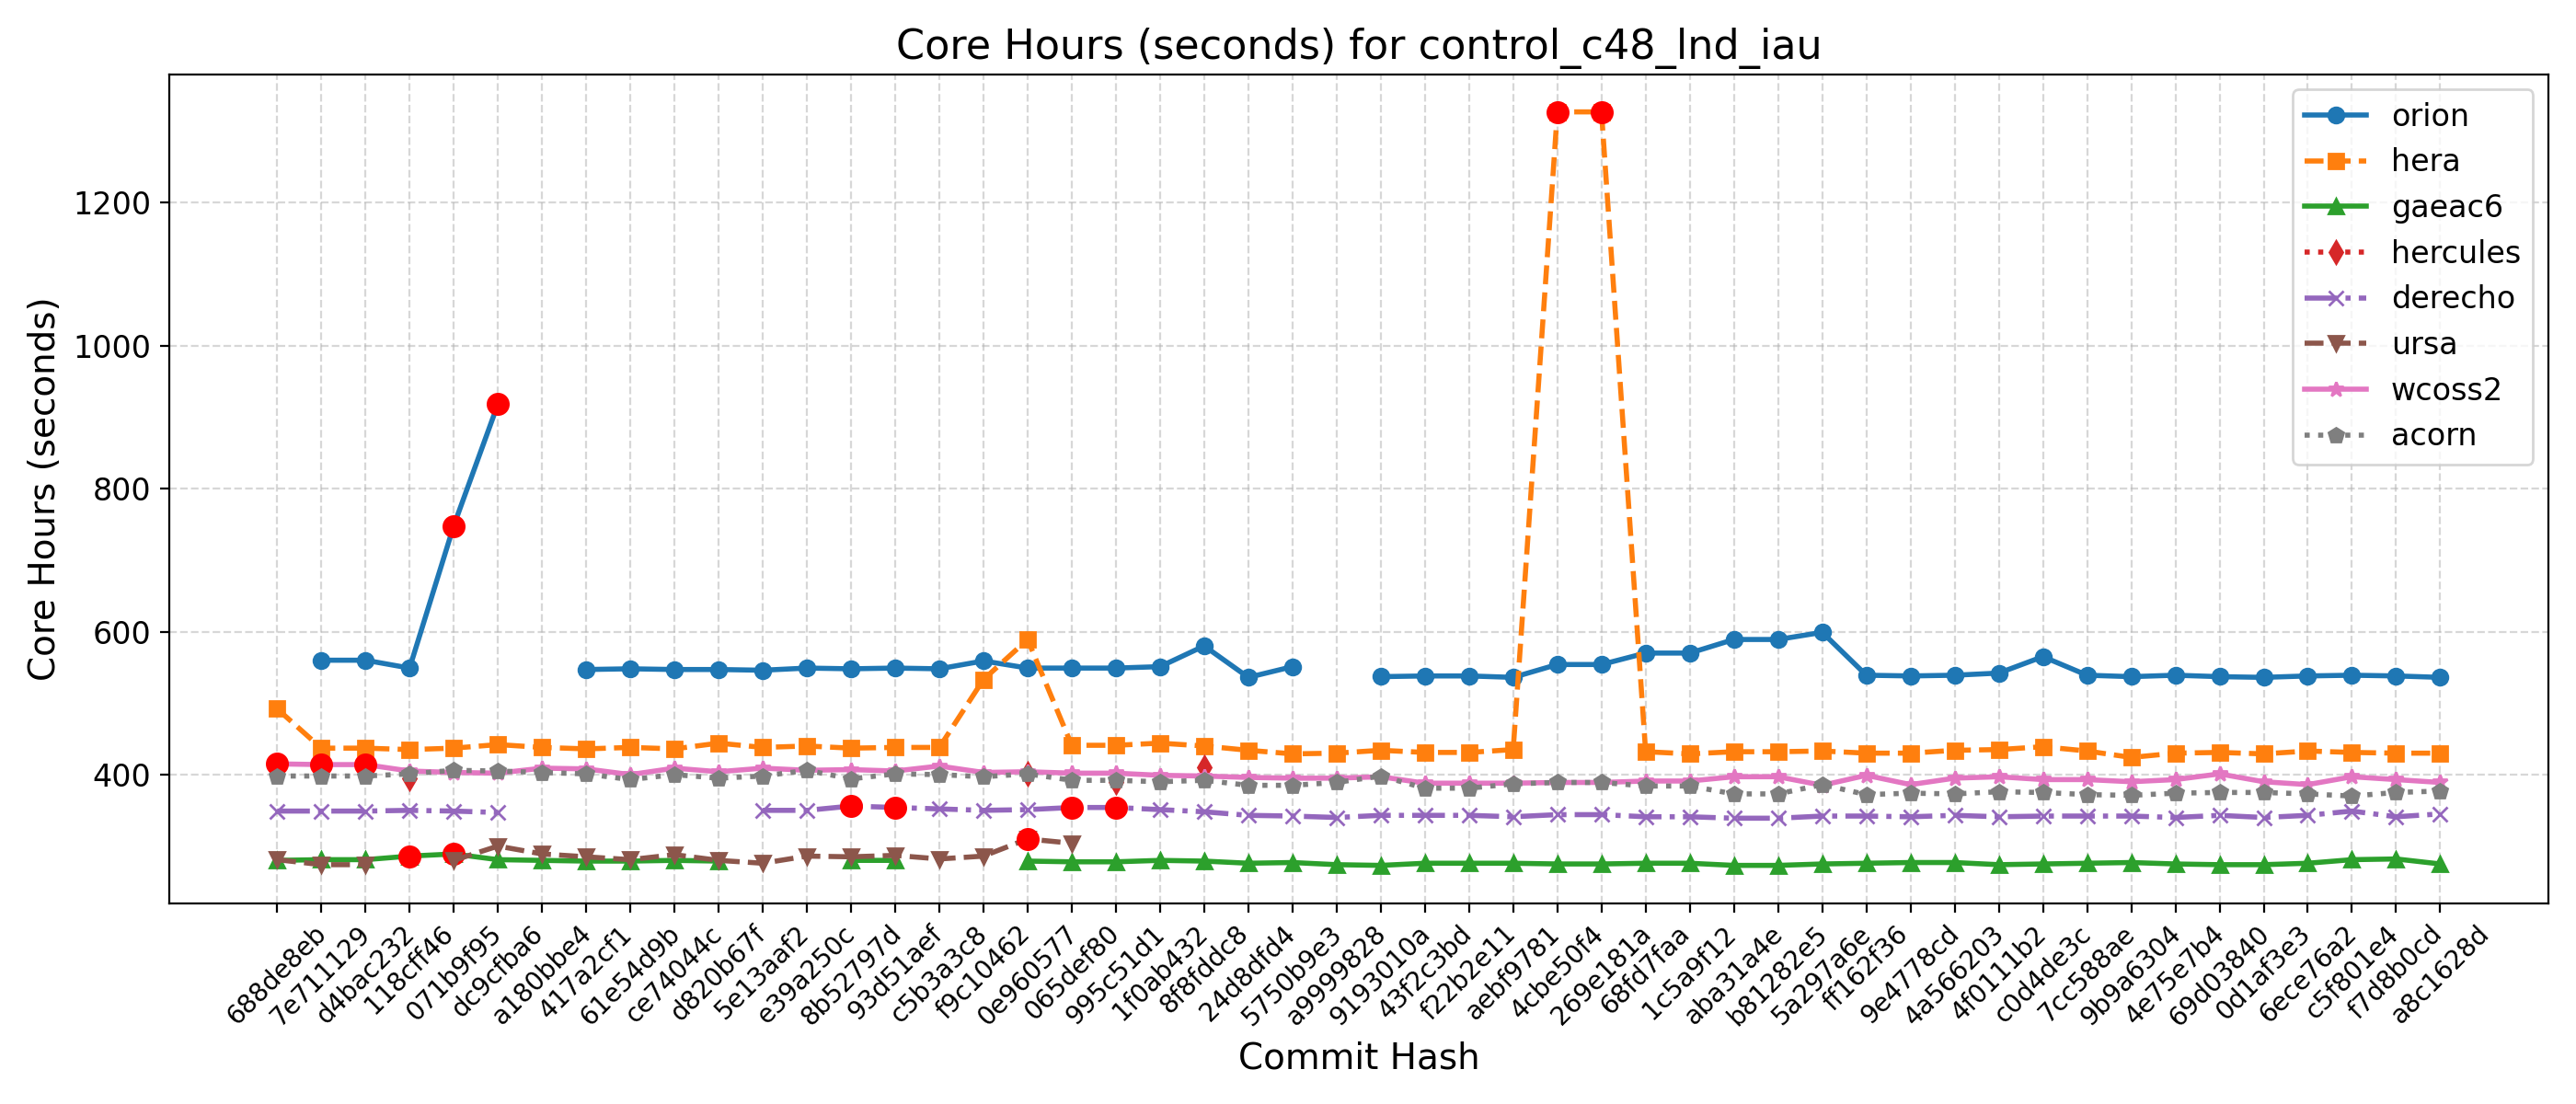 Core Hours (seconds) for control_c48_lnd_iau
Core Hours (seconds)
1200
1000
800
600
400
orion
hera
gaeac6
hercules
derecho
ursa
wcoss2
acorn
688de8eb
7e711129
d4bac232
118cff46
071b9f95
dc9cfba6
a180bbe4
417a2cf1
61e54d9b
ce74044c
d820b67f
5e13aaf2
e39a250c
8b52797d
93d51aef
c5b3a3c8
f9c10462
0e960577
065def80
995c51d1
1f0ab432
8f8fddc8
24d8dfd4
5750b9e3
a9999828
9193010a
43f2c3bd
f22b2e11
aebf9781
4cbe50f4
269e181a
68fd7faa
1c5a9f12
aba31a4e
b81282e5
5a297a6e
ff162f36
9e4778cd
4a566203
4f0111b2
c0d4de3c
7cc588ae
9b9a6304
4e75e7b4
69d03840
0d1af3e3
6ece76a2
c5f801e4
f7d8b0cd
a8c1628d
Commit Hash